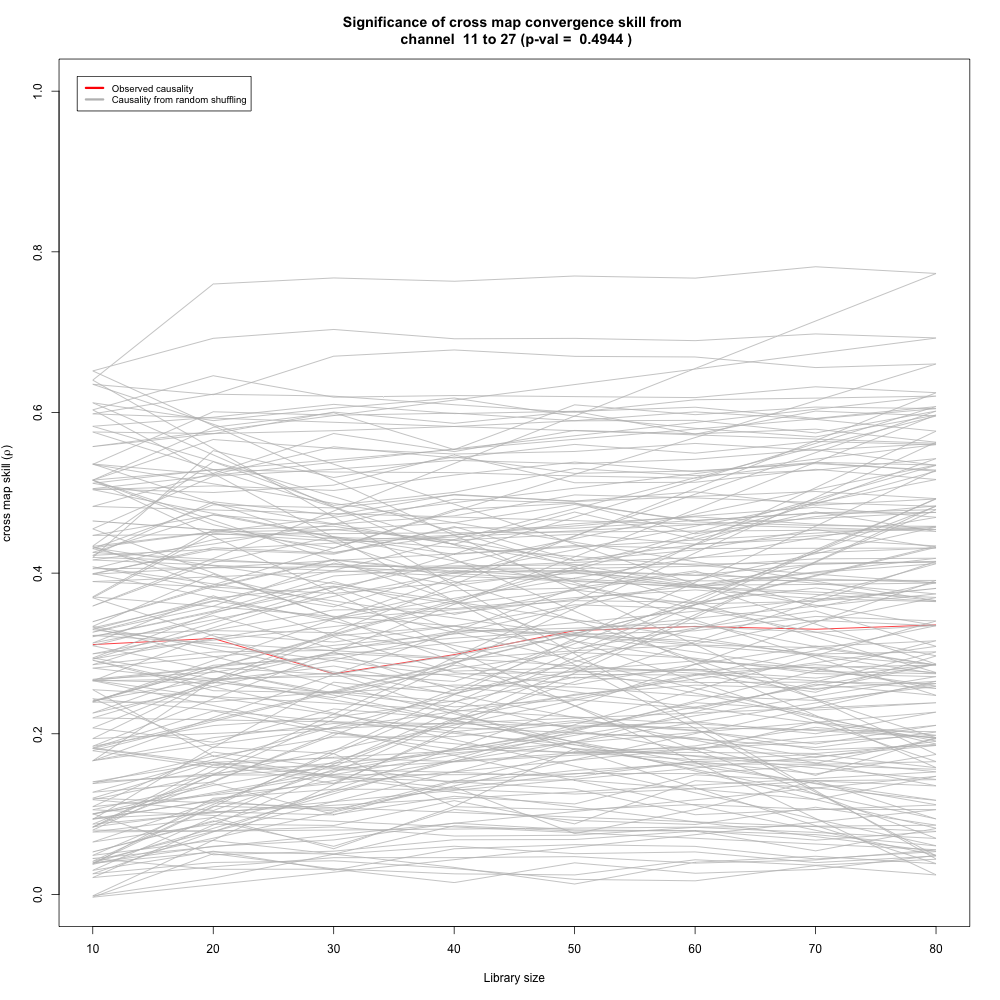 Significance of cross map convergence skill from
channel  11 to 27 (p-val =  0.4944 )
Observed causality
Causality from random shuffling
cross map skill (ρ)
1.0
0.8
0.6
0.4
0.2
0.0
10 20 30 40 50 60 70 80
Library size